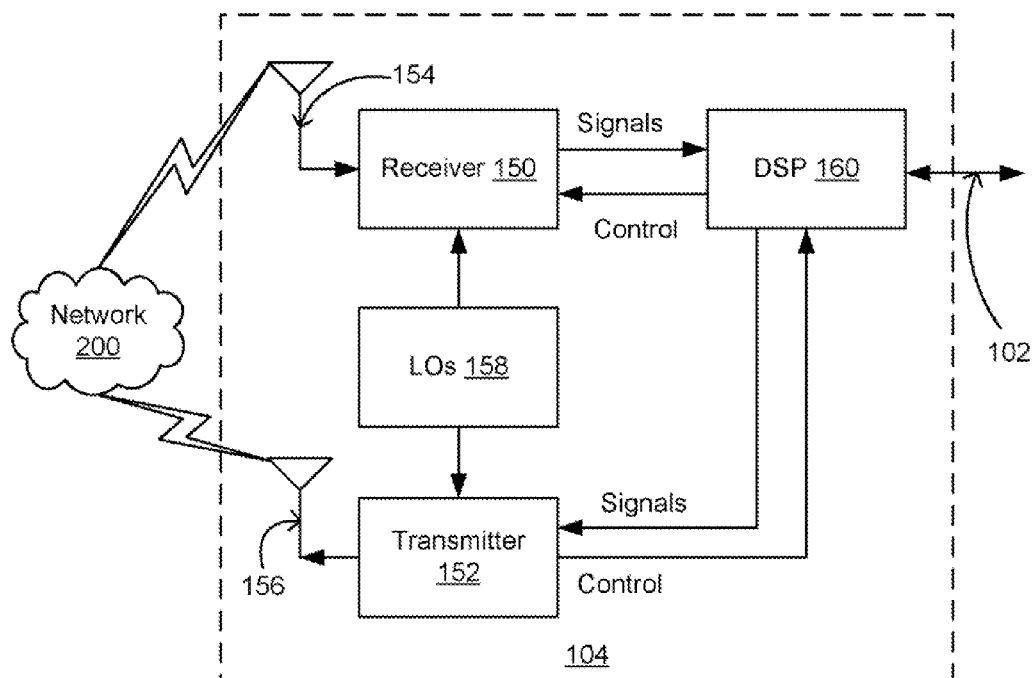 154
Signals
Receiver 150
DSP 160
Control
Network
200
LOs 158
102
Signals
Transmitter
152
156
Control
104